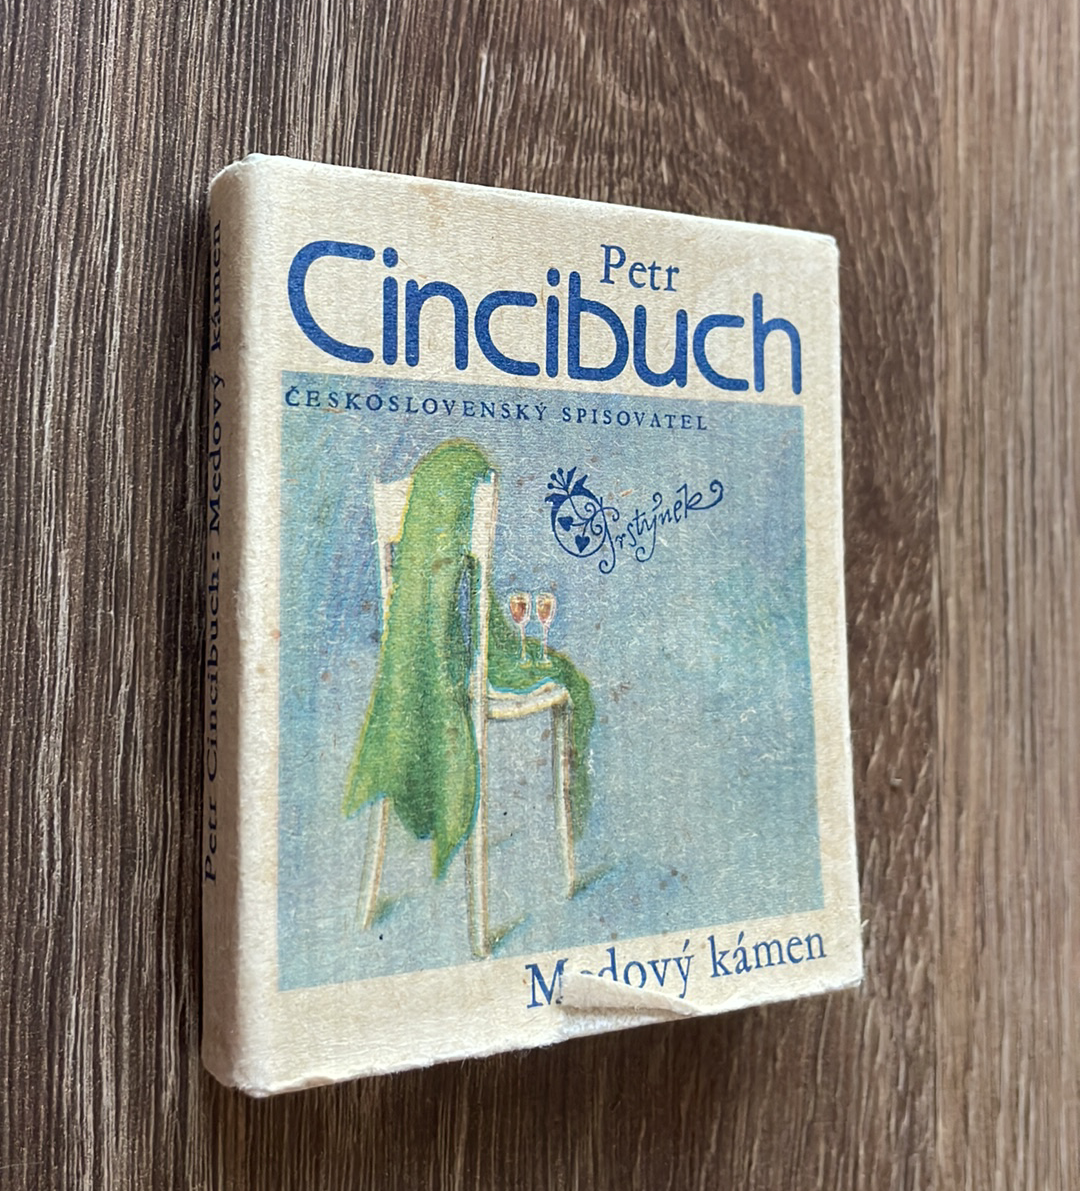 Petr
Cincibuch
ČESKOSLOVENSKÝ SPISOVATEL
Prstýnek
Medový kámen
Petr Cincibuch : Medový kámen